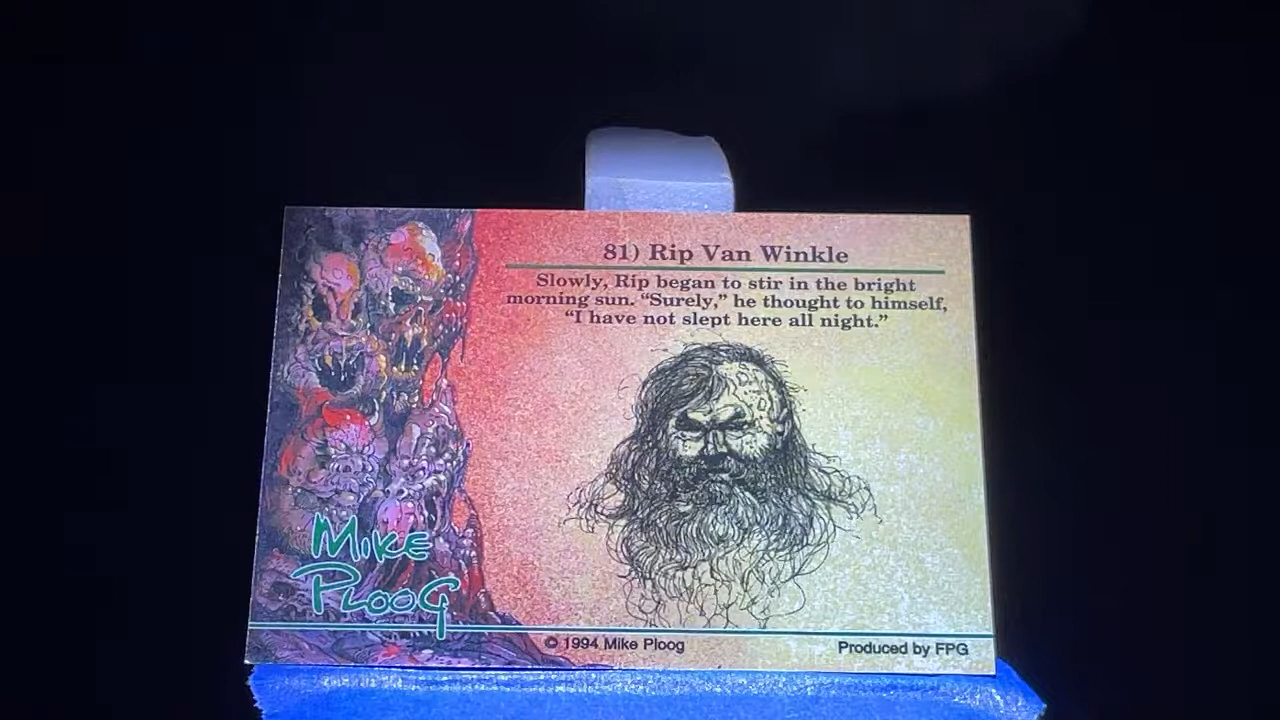 81) Rip Van Winkle
Slowly, Rip began to stir in the bright
morning sun. “Surely,” he thought to himself,
“I have not slept here all night.”
MIKE
PLOOG
© 1994 Mike Ploog
Produced by FPG